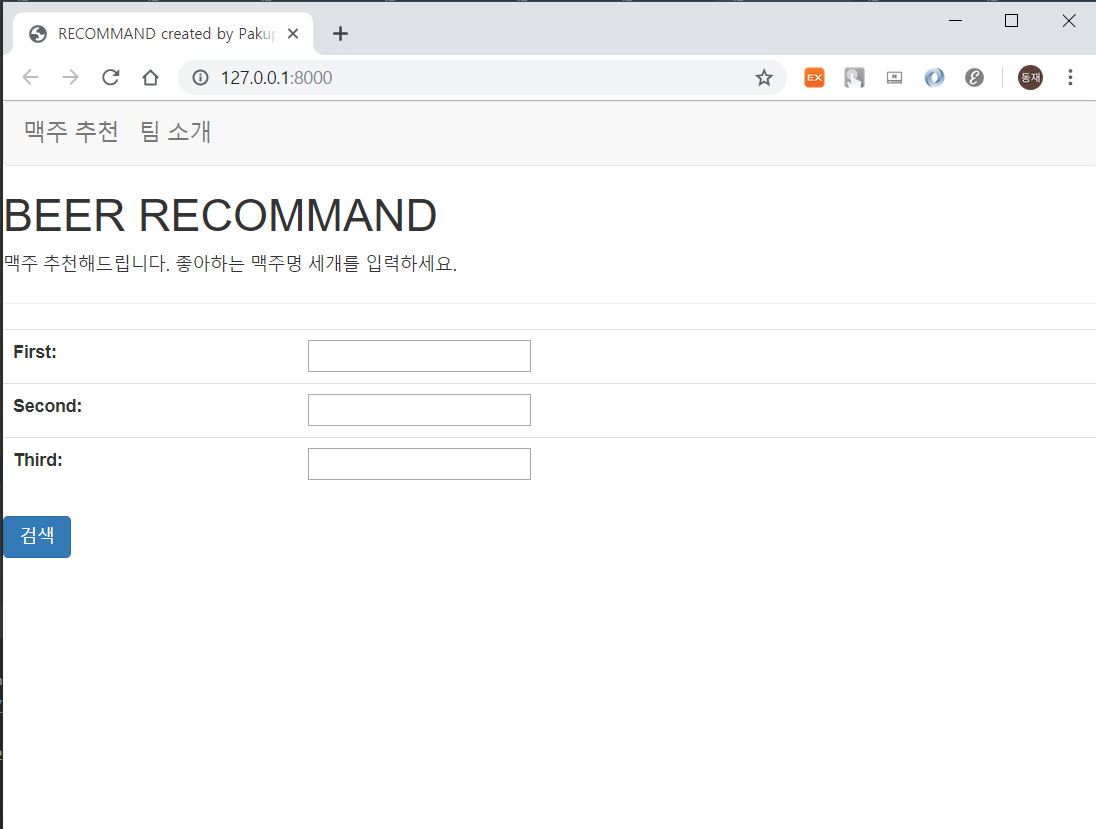 RECOMMAND created by Pakup
127.0.0.1:8000
EX
N
동재
맥주 추천 팀 소개
BEER RECOMMAND
맥주 추천해드립니다. 좋아하는 맥주명 세개를 입력하세요.
First:
Second:
Third:
검색